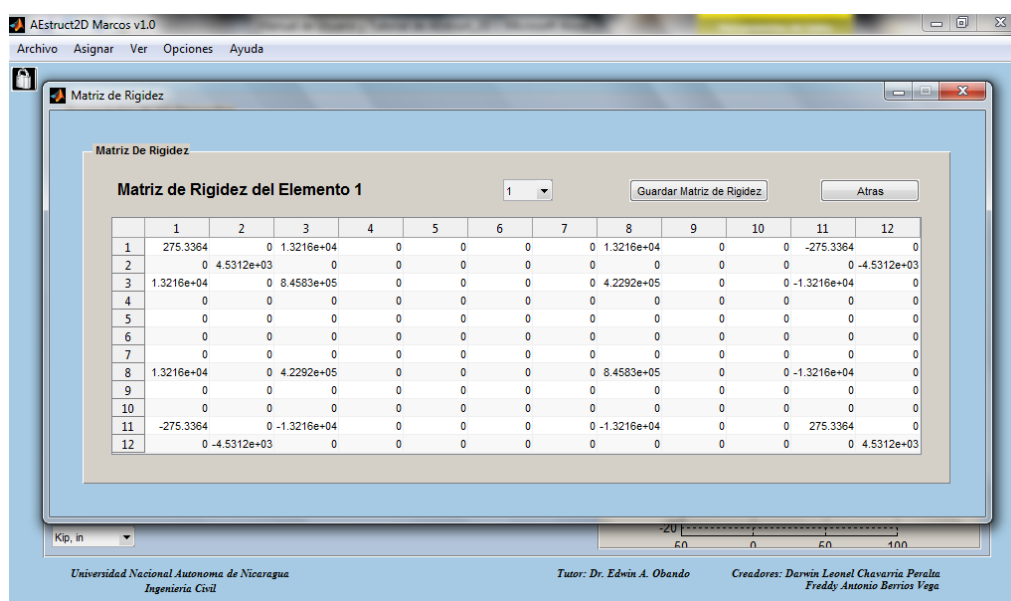 AEstruct2D Marcos v1.0
Archivo Asignar Ver Opciones Ayuda
Matriz de Rigidez
Matriz De Rigidez
Matriz de Rigidez del Elemento 1 1 Guardar Matriz de Rigidez Atras
1 2 3 4 5 6 7 8 9 10 11 12
1 275.3364 0 1.3216e+04 0 0 0 0 1.3216e+04 0 0 -275.3364 0
2 0 4.5312e+03 0 0 0 0 0 0 0 0 0 -4.5312e+03
3 1.3216e+04 0 8.4583e+05 0 0 0 0 4.2292e+05 0 0 -1.3216e+04 0
4 0 0 0 0 0 0 0 0 0 0 0 0
5 0 0 0 0 0 0 0 0 0 0 0 0
6 0 0 0 0 0 0 0 0 0 0 0 0
7 0 0 0 0 0 0 0 0 0 0 0 0
8 1.3216e+04 0 4.2292e+05 0 0 0 0 8.4583e+05 0 0 -1.3216e+04 0
9 0 0 0 0 0 0 0 0 0 0 0 0
10 0 0 0 0 0 0 0 0 0 0 0 0
11 -275.3364 0 -1.3216e+04 0 0 0 0 -1.3216e+04 0 0 275.3364 0
12 0 -4.5312e+03 0 0 0 0 0 0 0 0 0 4.5312e+03
-20
Kip, in
50 0 50 100
Universidad Nacional Autonoma de Nicaragua Tutor: Dr. Edwin A. Obando Creadores: Darwin Leonel Chavarria Peralta
Ingenieria Civil Freddy Antonio Berrios Vega